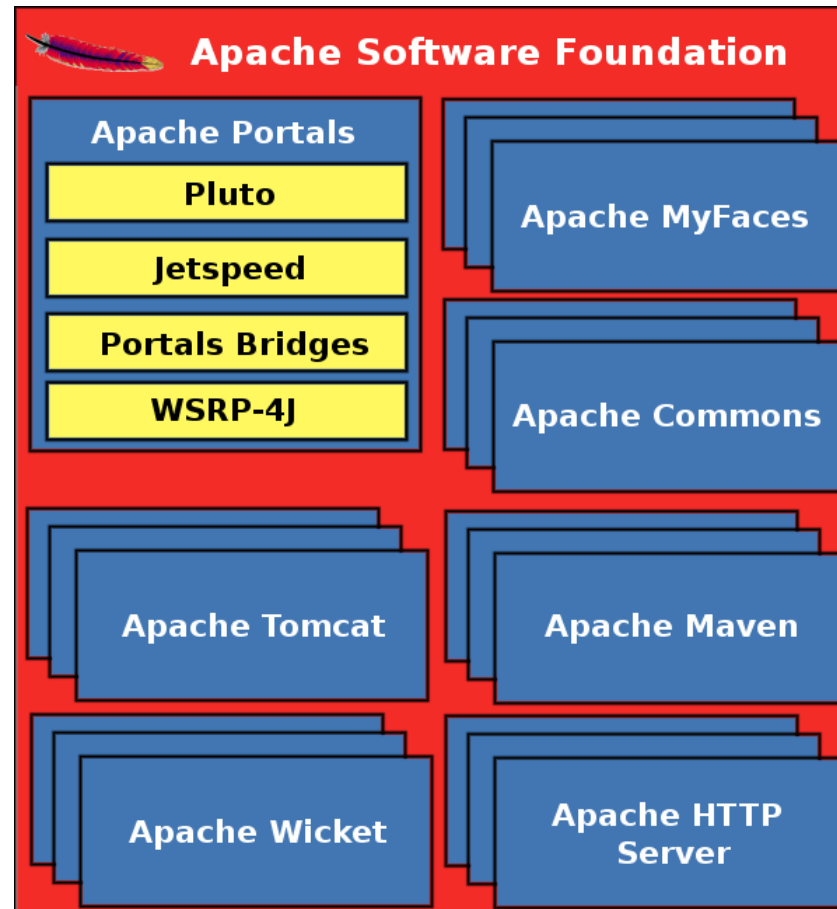 Apache Software Foundation
Apache Portals
Pluto
Jetspeed
Portals Bridges
WSRP-4J
Apache MyFaces
Apache Commons
Apache Tomcat
Apache Maven
Apache Wicket
Apache HTTP
Server